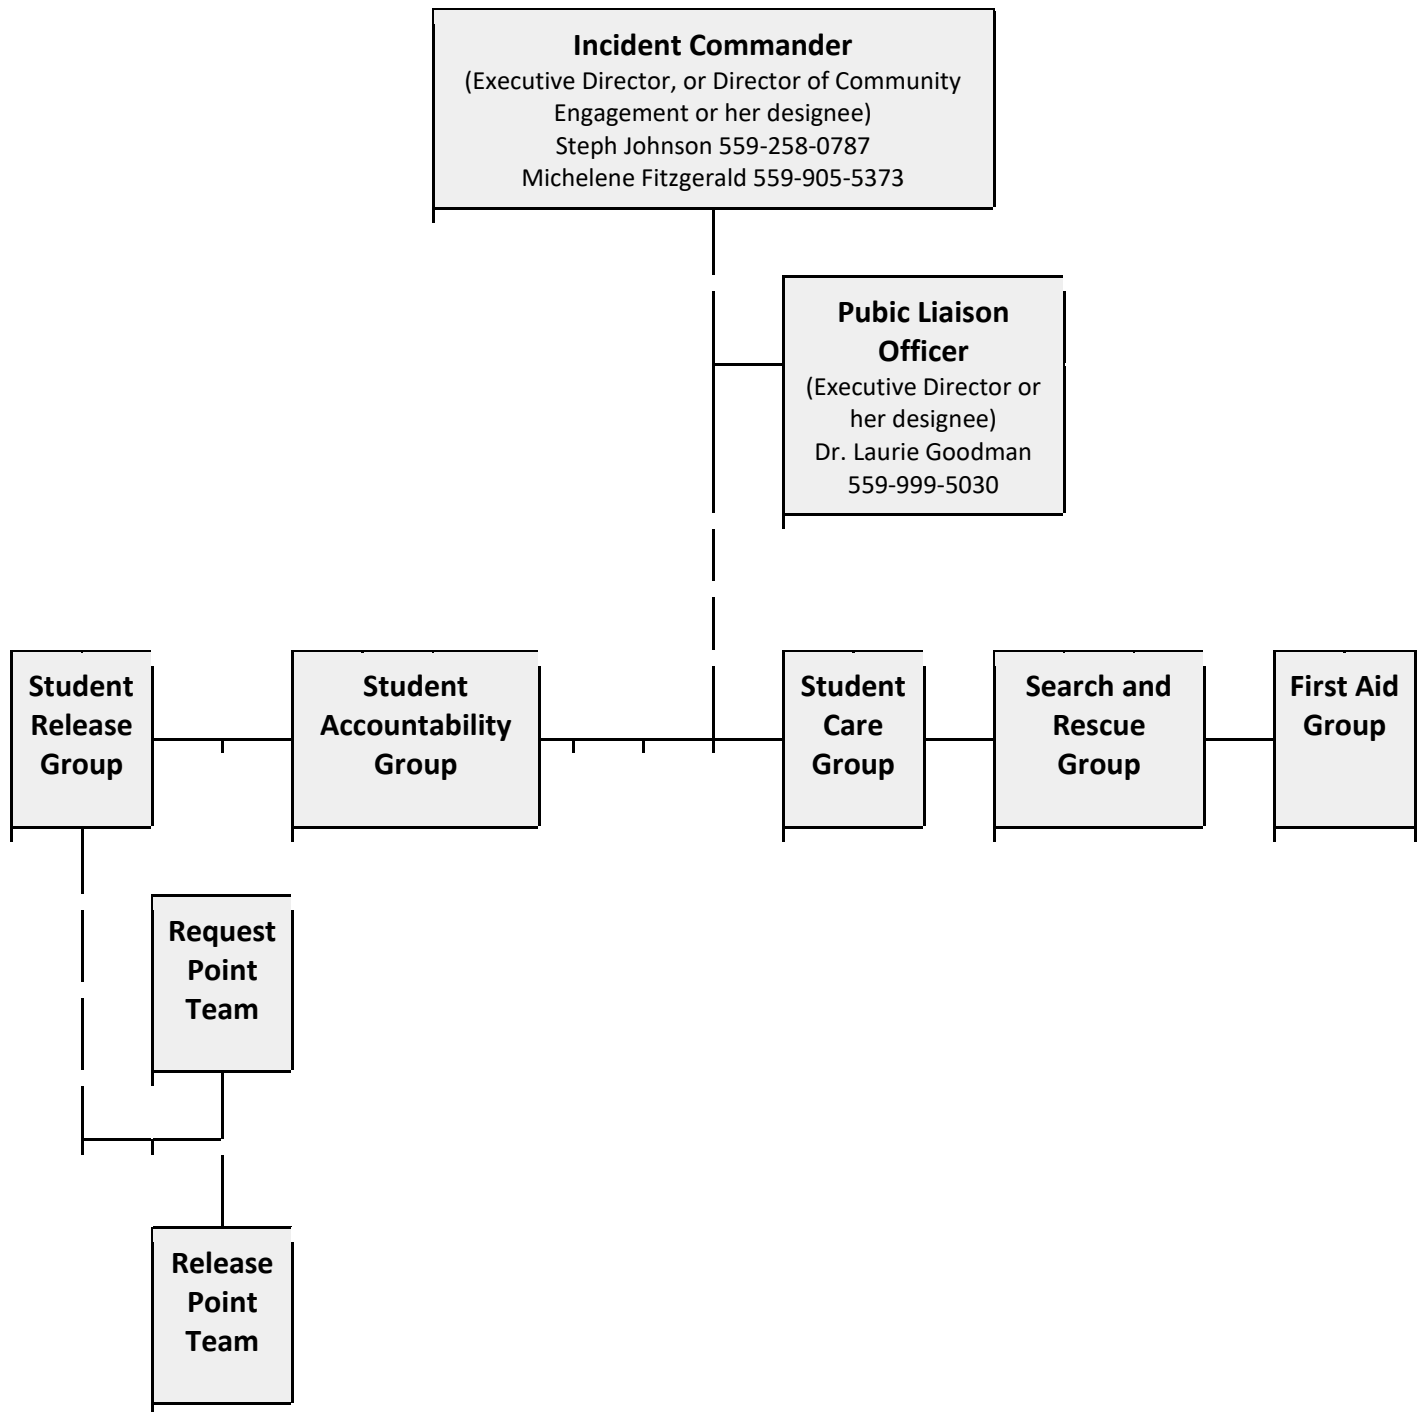 Incident Commander
(Executive Director, or Director of Community
Engagement or her designee)
Steph Johnson 559-258-0787
Michelene Fitzgerald 559-905-5373
Pubic Liaison
Officer
(Executive Director or
her designee)
Dr. Laurie Goodman
559-999-5030
Student
Release
Group
Student
Accountability
Group
Student
Care
Group
Search and
Rescue
Group
First Aid
Group
Request
Point
Team
Release
Point
Team